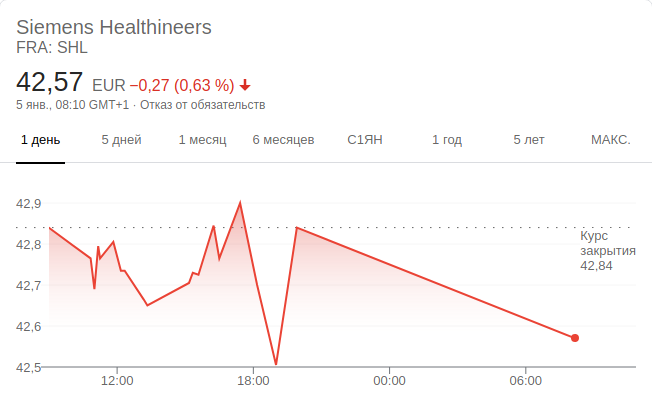 Siemens Healthineers
FRA: SHL
42,57 EUR −0,27 (0,63 %)
5 янв., 08:10 GMT+1 · Отказ от обязательств
1 день 5 дней 1 месяц 6 месяцев С1ЯН 1 год 5 лет МАКС.
42,9
42,8
42,7
42,6
42,5
Курс
закрытия
42,84
12:00 18:00 00:00 06:00